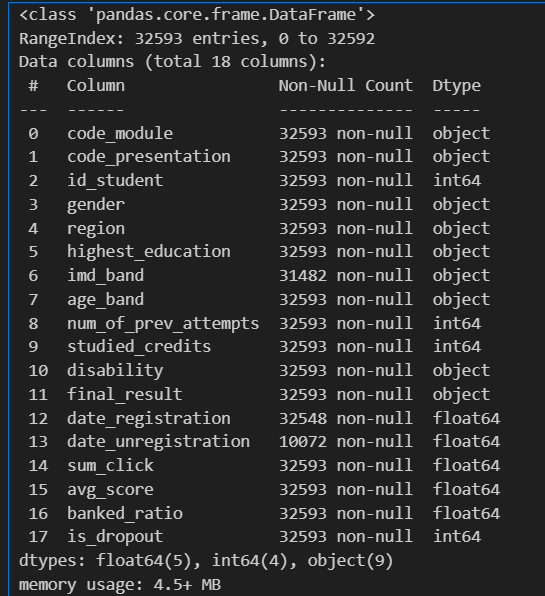 <class 'pandas.core.frame.DataFrame'>
RangeIndex: 32593 entries, 0 to 32592
Data columns (total 18 columns):
 #   Column                Non-Null Count  Dtype
---  ------                --------------  -----
 0   code_module           32593 non-null  object
 1   code_presentation     32593 non-null  object
 2   id_student            32593 non-null  int64
 3   gender                32593 non-null  object
 4   region                32593 non-null  object
 5   highest_education     32593 non-null  object
 6   imd_band              31482 non-null  object
 7   age_band              32593 non-null  object
 8   num_of_prev_attempts  32593 non-null  int64
 9   studied_credits       32593 non-null  int64
 10  disability            32593 non-null  object
 11  final_result          32593 non-null  object
 12  date_registration     32548 non-null  float64
 13  date_unregistration   10072 non-null  float64
 14  sum_click             32593 non-null  float64
 15  avg_score             32593 non-null  float64
 16  banked_ratio          32593 non-null  float64
 17  is_dropout            32593 non-null  int64
dtypes: float64(5), int64(4), object(9)
memory usage: 4.5+ MB